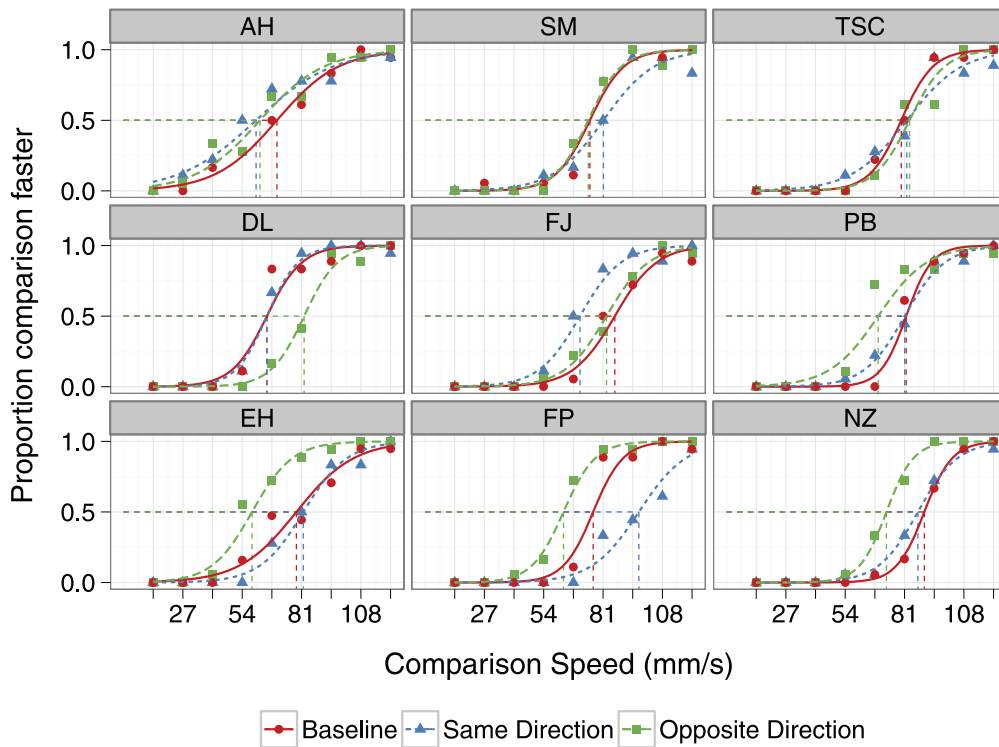 AH SM TSC
1.0
0.5
0.0
DL FJ PB
1.0
0.5
0.0
EH FP NZ
1.0
0.5
0.0
27 54 81 108 27 54 81 108 27 54 81 108
Proportion comparison faster
Comparison Speed (mm/s)
Baseline Same Direction Opposite Direction